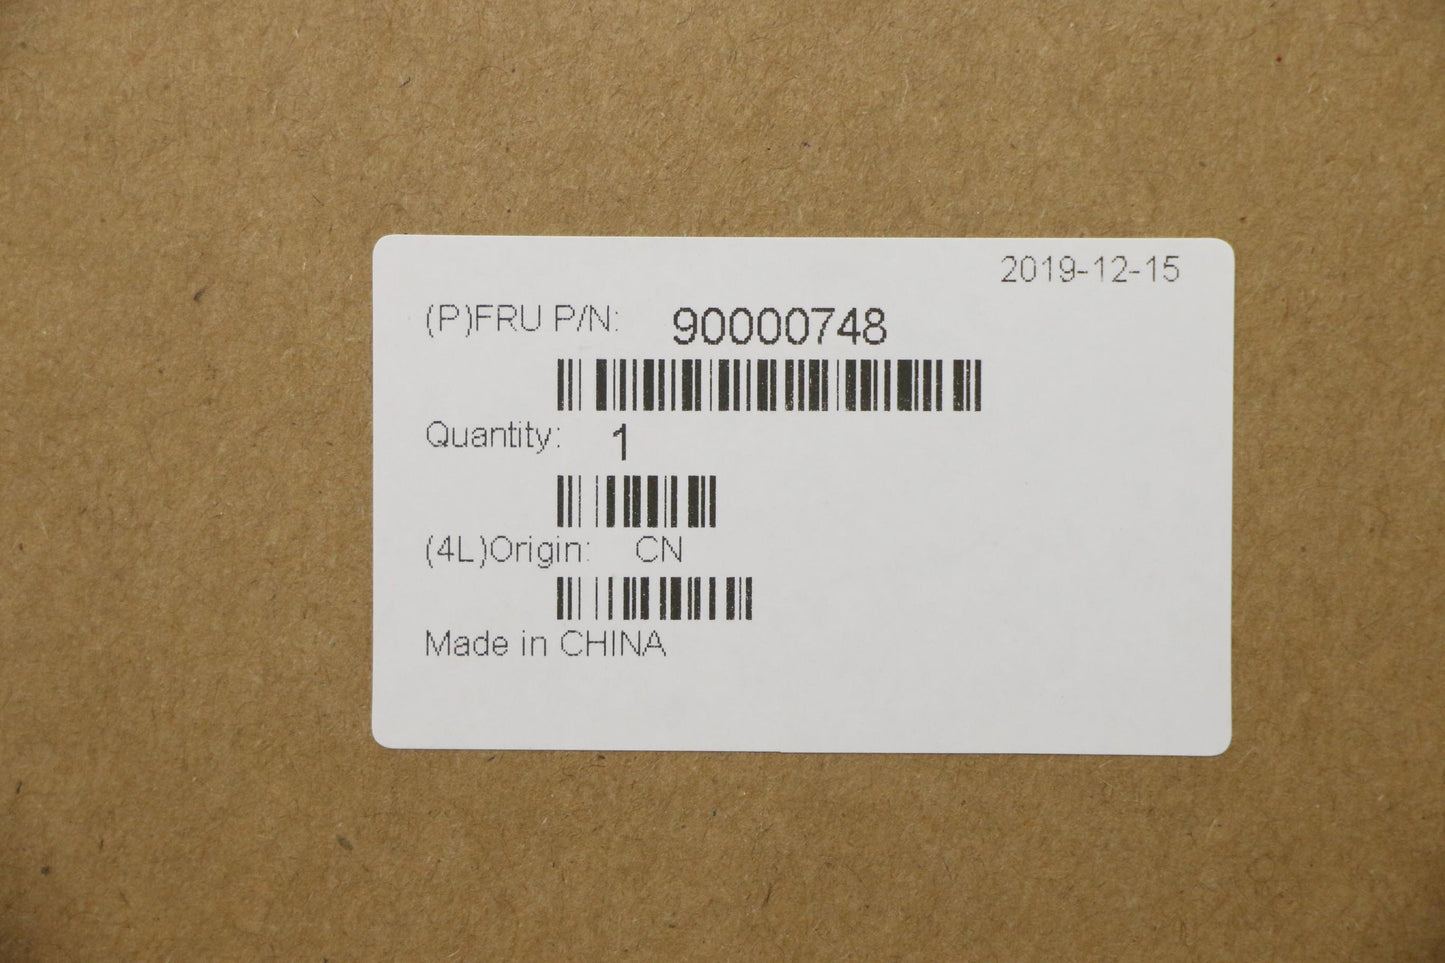 2019-12-15
(P)FRU P/N: 90000748
Quantity: 1
(4L)Origin: CN
Made in CHINA